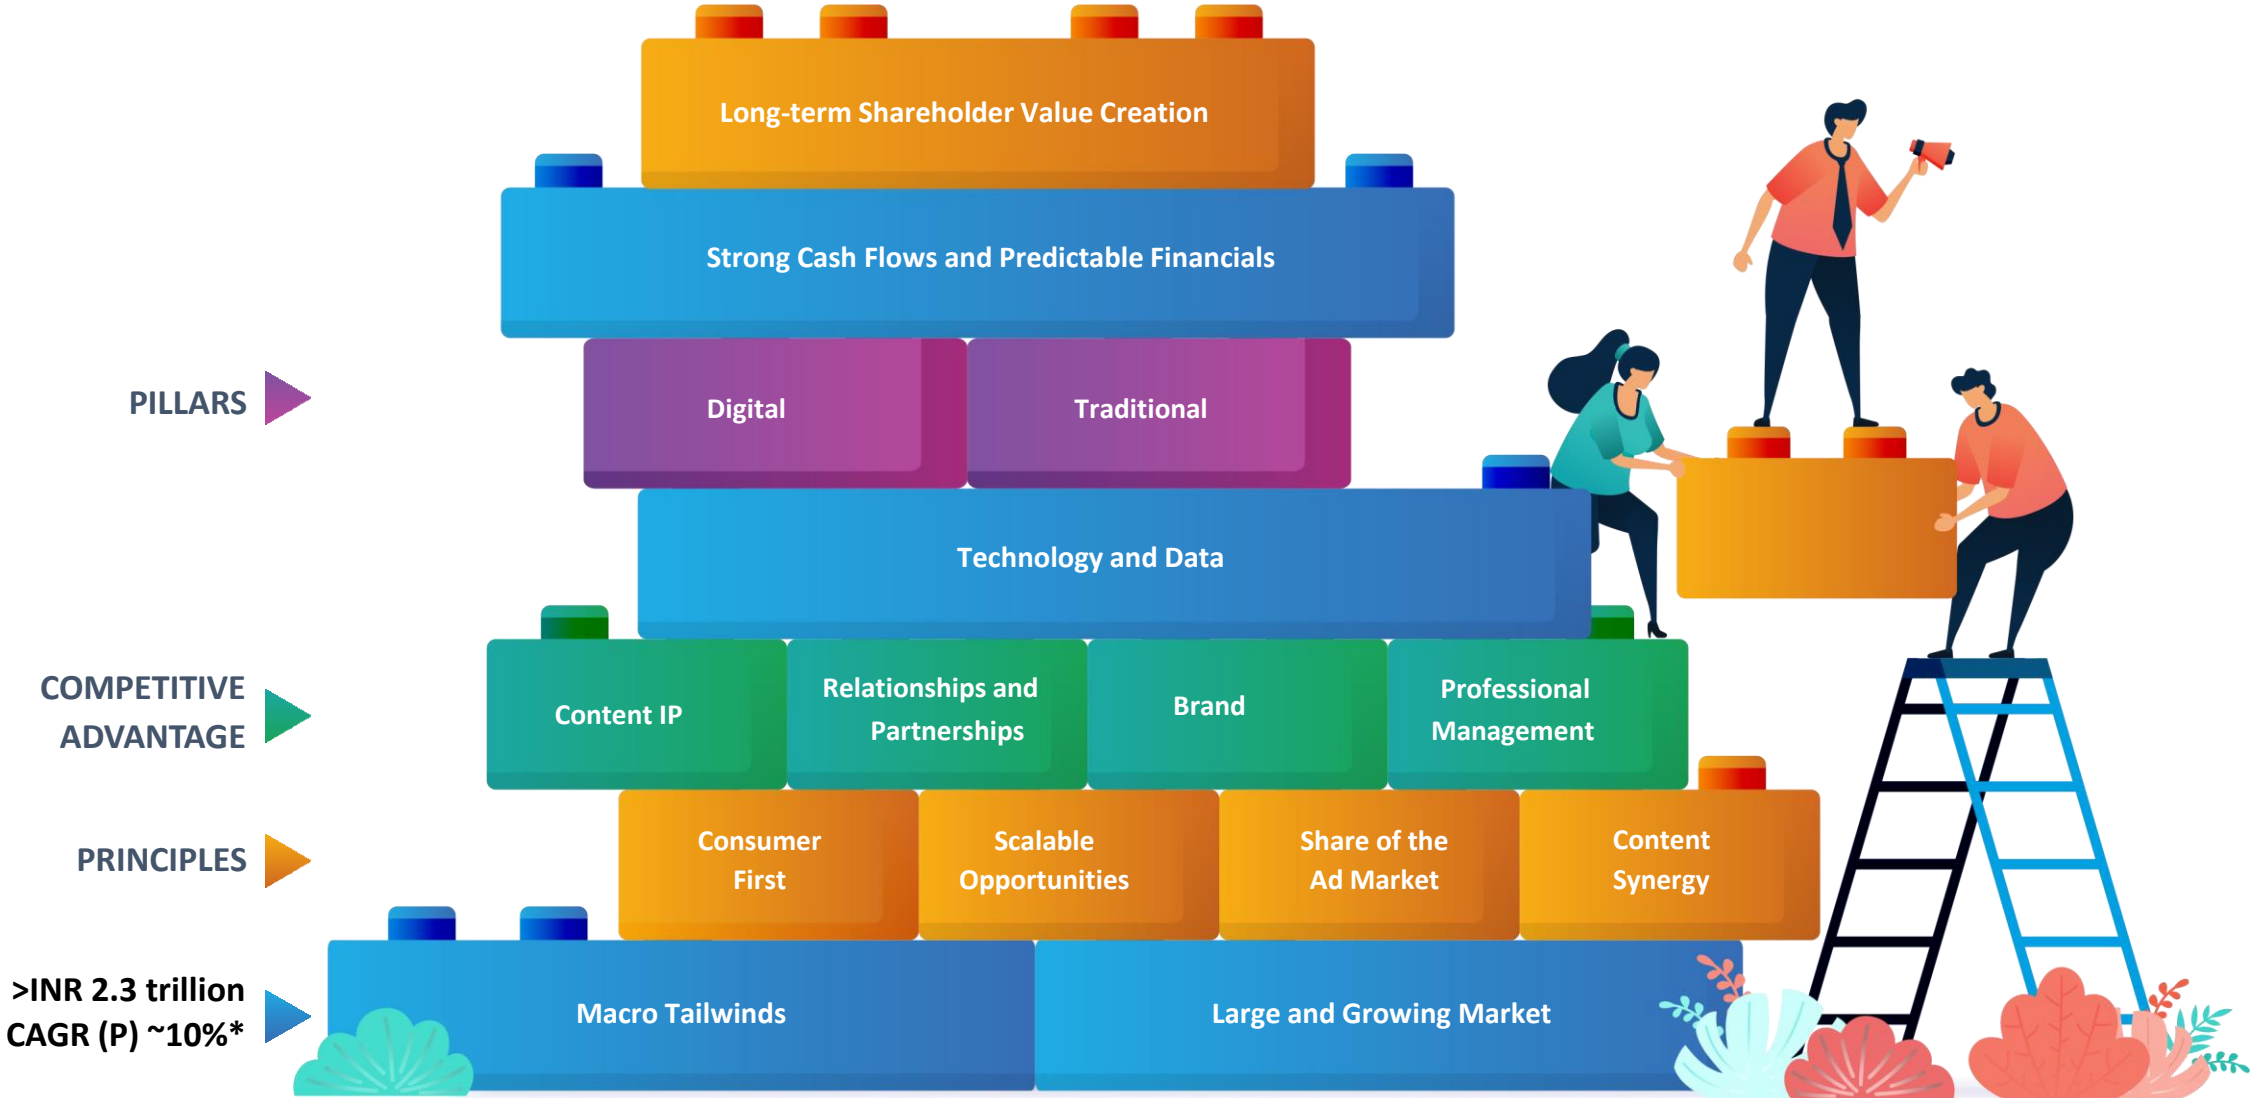 Long-term Shareholder Value Creation
Strong Cash Flows and Predictable Financials
PILLARS
Digital
Traditional
Technology and Data
COMPETITIVE
ADVANTAGE
Content IP
Relationships and
Partnerships
Brand
Professional
Management
PRINCIPLES
Consumer
First
Scalable
Opportunities
Share of the
Ad Market
Content
Synergy
>INR 2.3 trillion
CAGR (P) ~10%*
Macro Tailwinds
Large and Growing Market